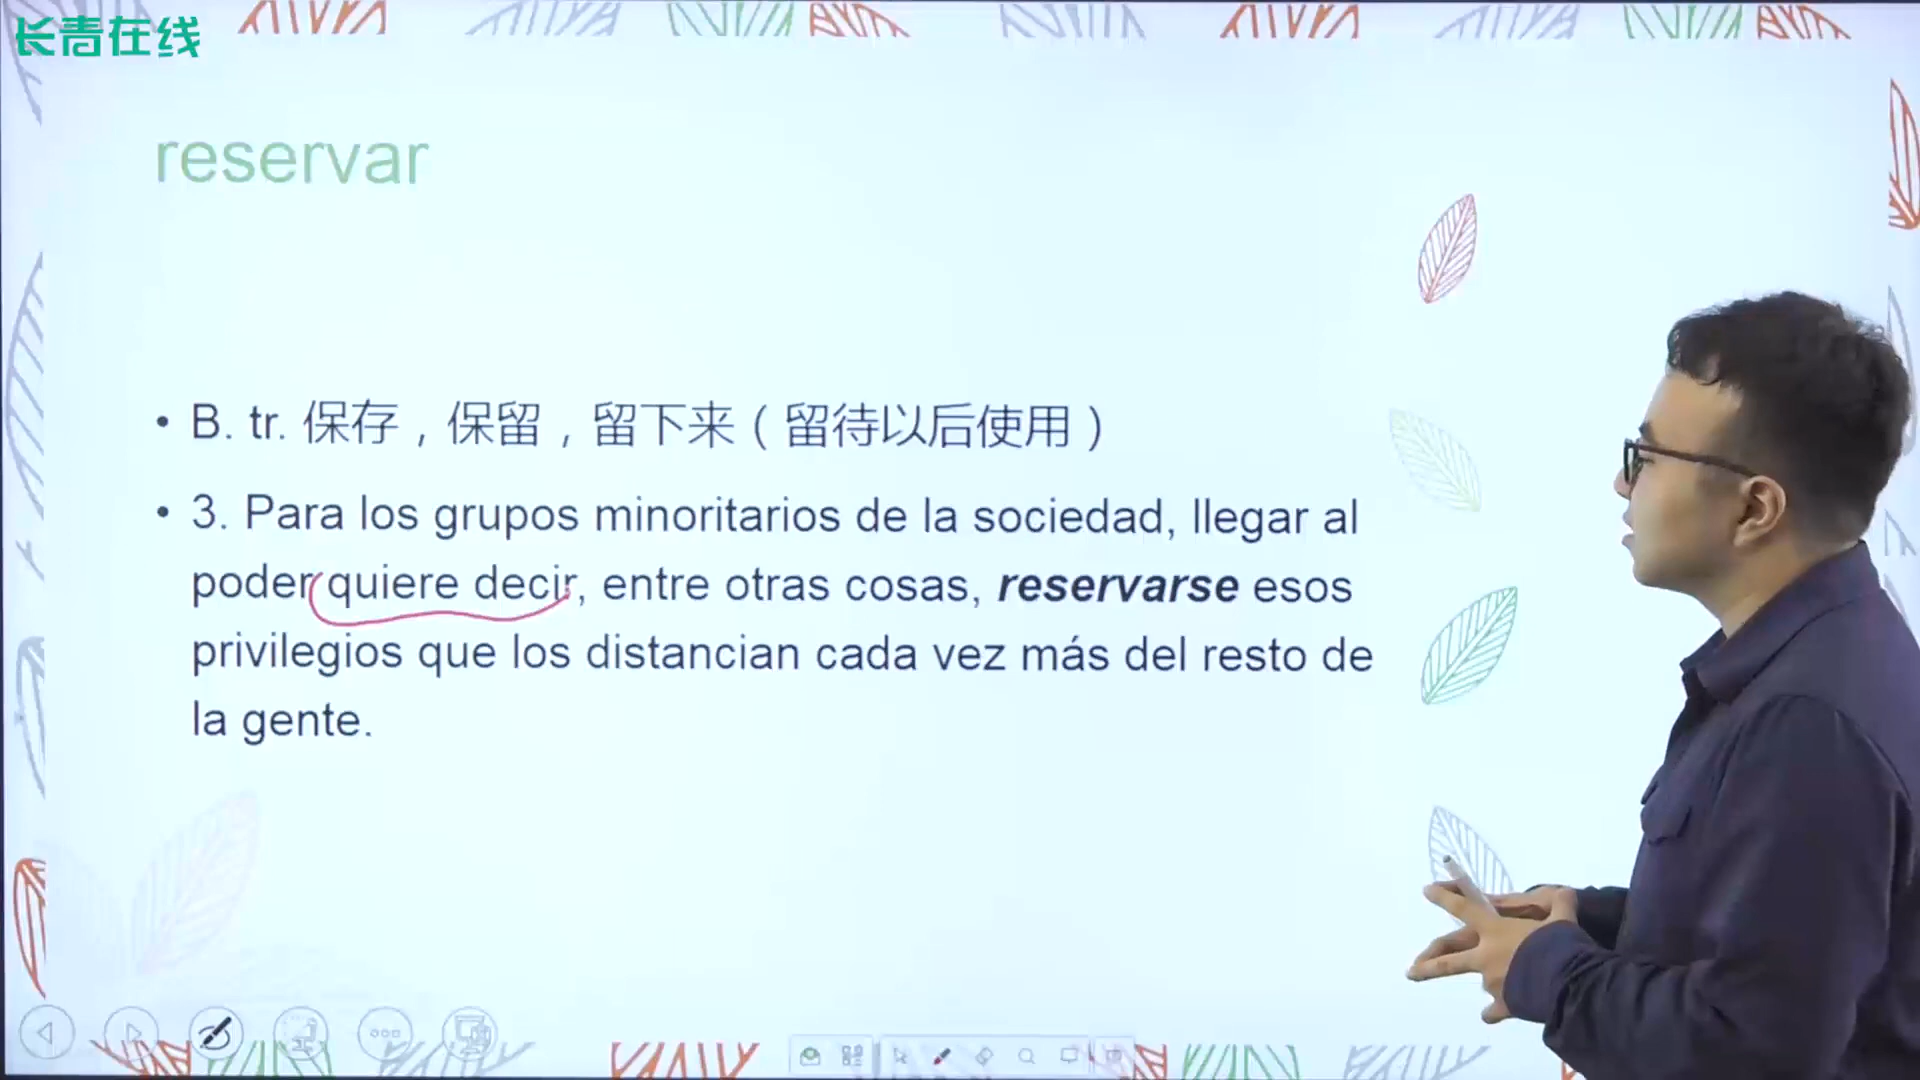 长青在线
reservar
• B. tr. 保存，保留，留下来（留待以后使用）
• 3. Para los grupos minoritarios de la sociedad, llegar al
poder quiere decir, entre otras cosas, reservarse esos
privilegios que los distancian cada vez más del resto de
la gente.